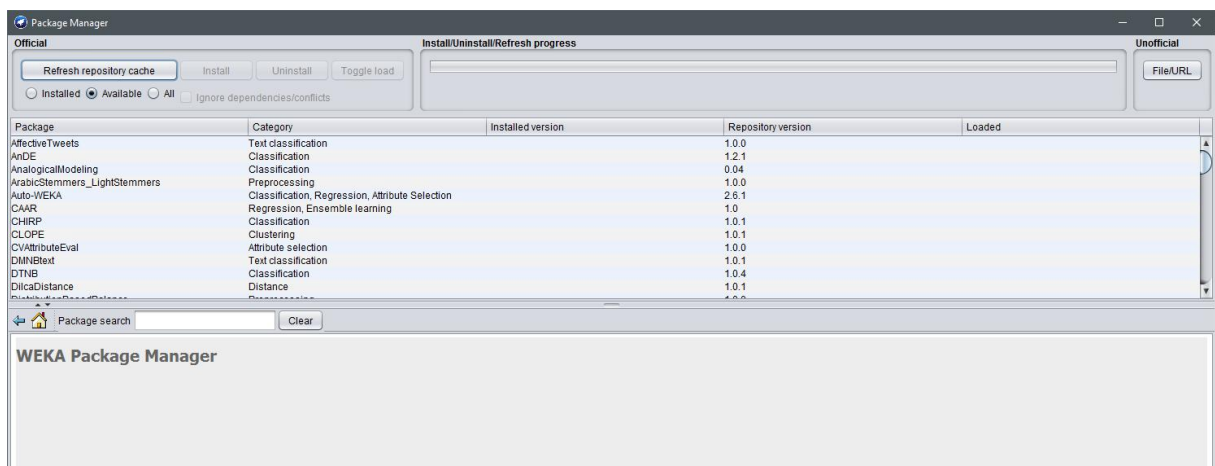 Package Manager
Official Install/Uninstall/Refresh progress Unofficial
Refresh repository cache Install Uninstall Toggle load File/URL
Installed Available All Ignore dependencies/conflicts
Package Category Installed version Repository version Loaded
AffectiveTweets Text classification 1.0.0
AnDE Classification 1.2.1
AnalogicalModeling Classification 0.04
ArabicStemmers_LightStemmers Preprocessing 1.0.0
Auto-WEKA Classification, Regression, Attribute Selection 2.6.1
CAAR Regression, Ensemble learning 1.0
CHIRP Classification 1.0.1
CLOPE Clustering 1.0.1
CVAttributeEval Attribute selection 1.0.0
DMNBtext Text classification 1.0.1
DTNB Classification 1.0.4
DilcaDistance Distance 1.0.1
Package search Clear
WEKA Package Manager